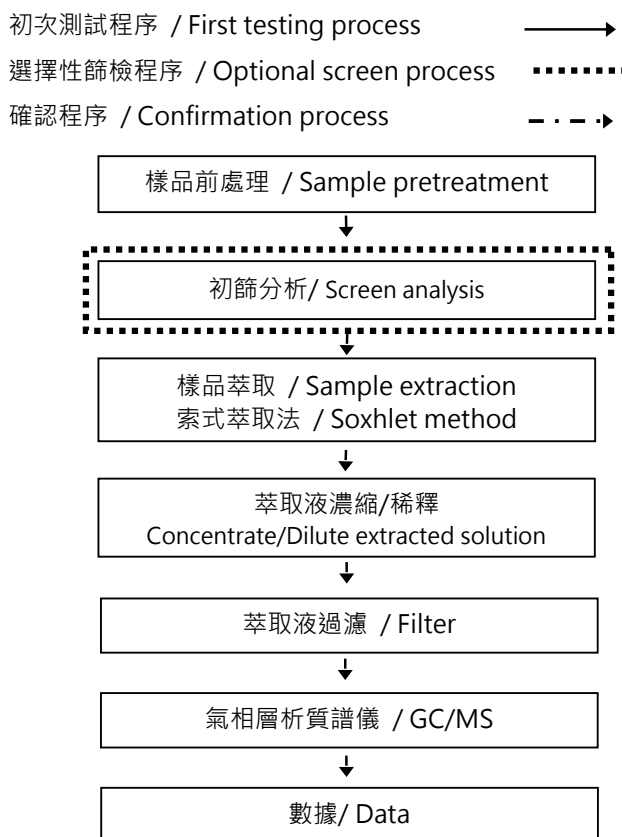 初次測試程序 / First testing process
選擇性篩檢程序 / Optional screen process
確認程序 / Confirmation process
樣品前處理 / Sample pretreatment
初篩分析/ Screen analysis
樣品萃取 / Sample extraction
索式萃取法 / Soxhlet method
萃取液濃縮/稀釋
Concentrate/Dilute extracted solution
萃取液過濾 / Filter
氣相層析質譜儀 / GC/MS
數據/ Data